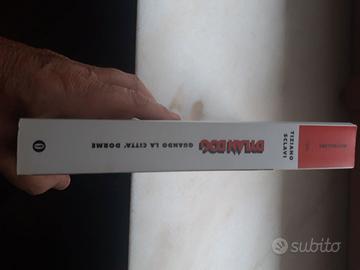 TIZIANO
SCLAVI
DYLAN DOG
QUANDO LA CITTA' DORME
subito